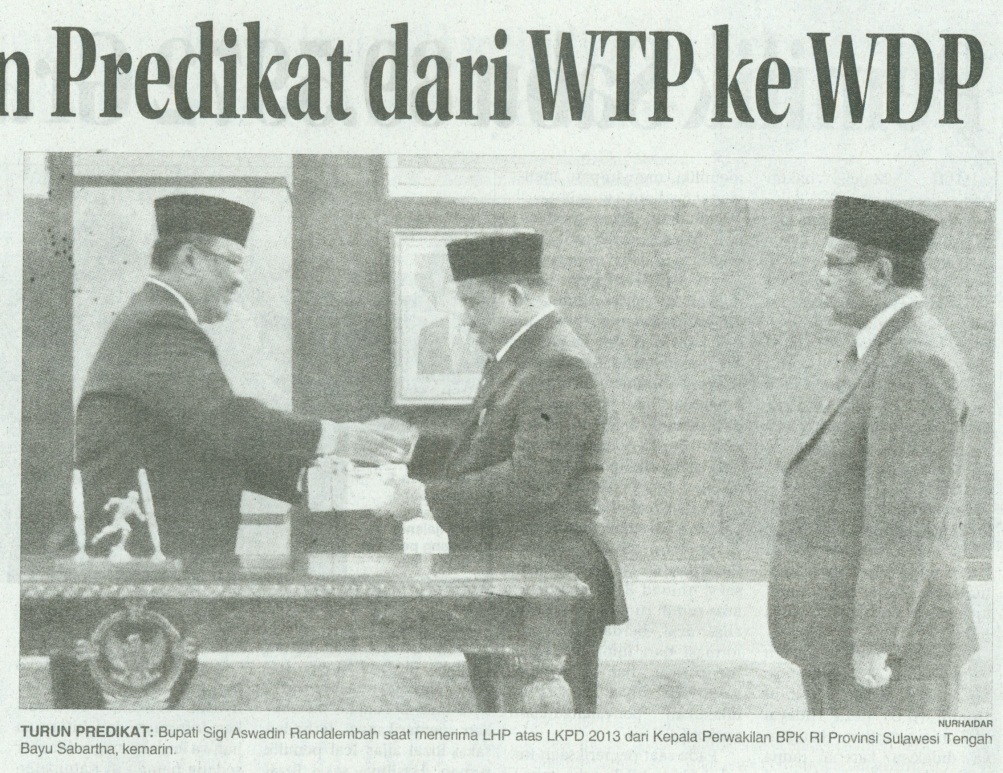 n Predikat dari WTP ke WDP
NURHAIDAR
TURUN PREDIKAT: Bupati Sigi Aswadin Randalembah saat menerima LHP atas LKPD 2013 dari Kepala Perwakilan BPK RI Provinsi Sulawesi Tengah
Bayu Sabartha, kemarin.